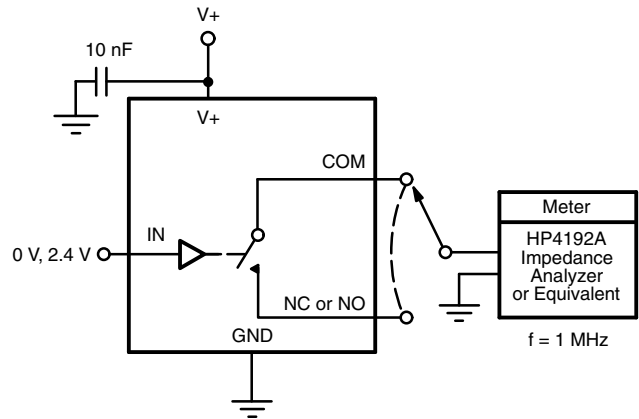 V+
10 nF
V+
COM
Meter
IN
0 V, 2.4 V
HP4192A
Impedance
Analyzer
or Equivalent
NC or NO
GND
f = 1 MHz